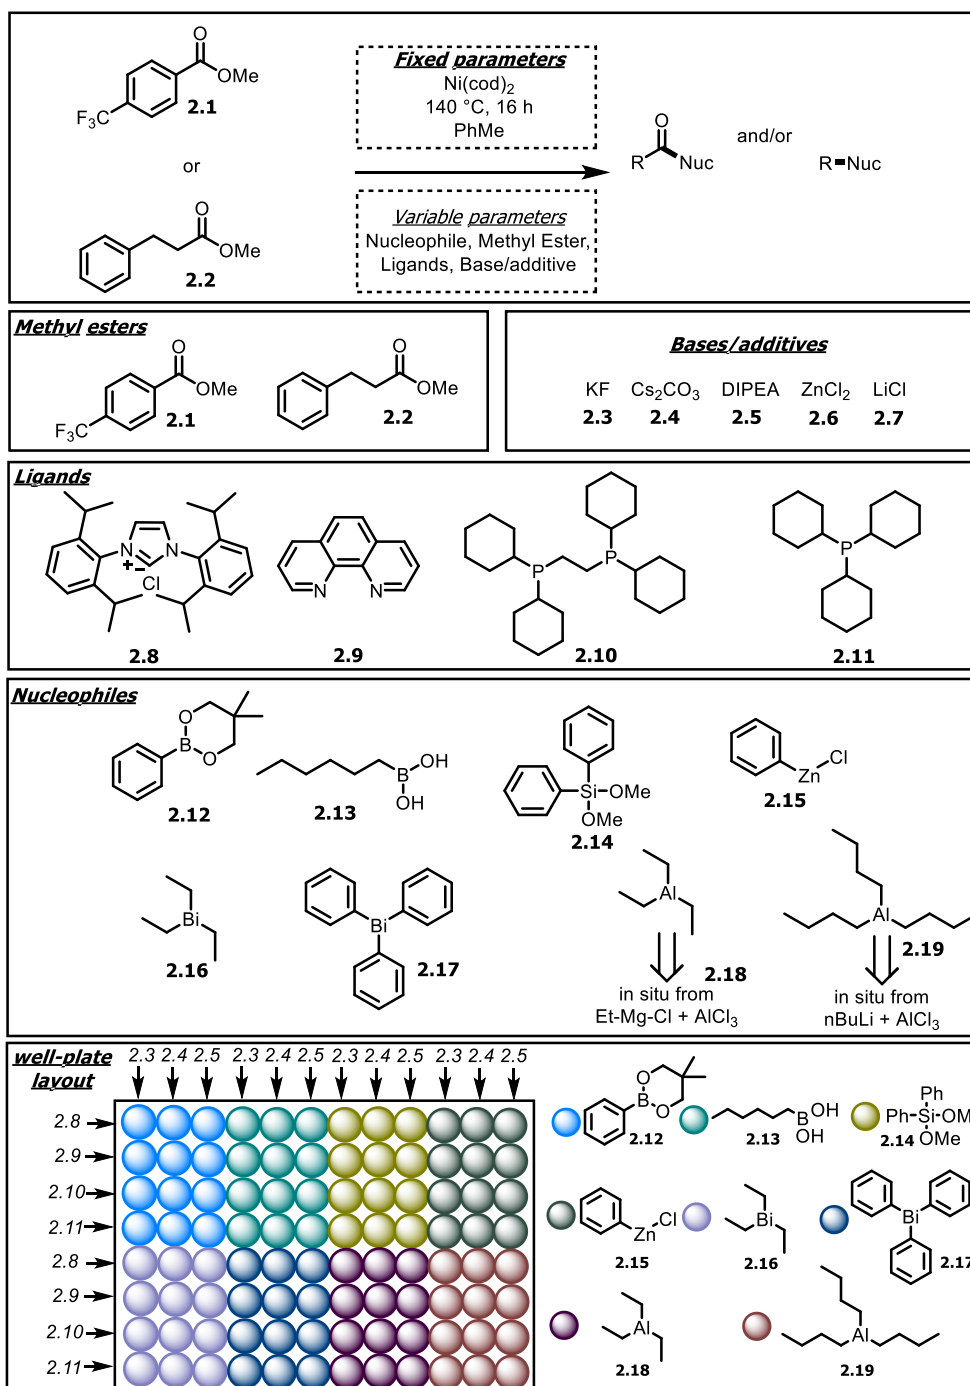 O
OMe
F3C
2.1
or
O
OMe
2.2
Fixed parameters
Ni(cod)2
140 °C, 16 h
PhMe
Variable parameters
Nucleophile, Methyl Ester,
Ligands, Base/additive
O
R Nuc
and/or
R Nuc
Methyl esters
O
OMe
F3C
2.1
O
OMe
2.2
Bases/additives
KF Cs2CO3 DIPEA ZnCl2 LiCl
2.3 2.4 2.5 2.6 2.7
Ligands
N N
+ −
Cl
2.8
N N
2.9
P P
2.10
P
2.11
Nucleophiles
O
B
O
2.12
B OH
OH
2.13
Si OMe
OMe
2.14
Cl
Zn
2.15
Bi
2.16
Bi
2.17
Al
2.18
in situ from
Et-Mg-Cl + AlCl3
Al
2.19
in situ from
nBuLi + AlCl3
well-plate
layout
2.3 2.4 2.5 2.3 2.4 2.5 2.3 2.4 2.5 2.3 2.4 2.5
2.8
2.9
2.10
2.11
2.8
2.9
2.10
2.11
O
B
O
2.12
B OH
OH
2.13
Ph
Ph Si OM
OMe
2.14
Cl
Zn
2.15
Bi
2.16
Bi
2.17
Al
2.18
Al
2.19